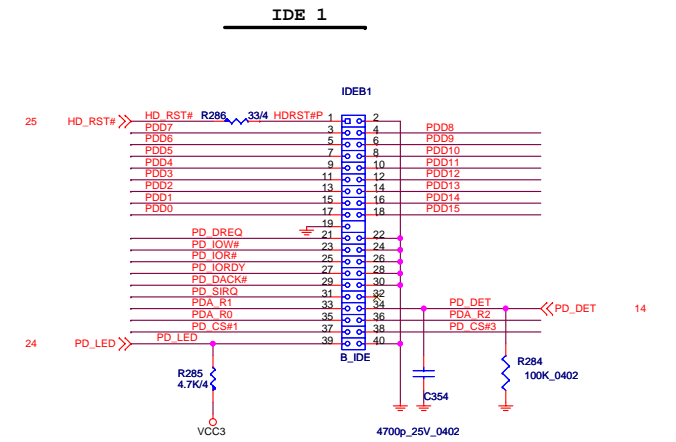 IDE 1
IDEB1
25 HD_RST# HD_RST# R286 33/4 HDRST#P 1 2
PDD7 3 4 PDD8
PDD6 5 6 PDD9
PDD5 7 8 PDD10
PDD4 9 10 PDD11
PDD3 11 12 PDD12
PDD2 13 14 PDD13
PDD1 15 16 PDD14
PDD0 17 18 PDD15
19
PD_DREQ 21 22
PD_IOW# 23 24
PD_IOR# 25 26
PD_IORDY 27 28
PD_DACK# 29 30
PD_SIRQ 31 32
PDA_R1 33 34 PD_DET PD_DET 14
PDA_R0 35 36 PDA_R2
PD_CS#1 37 38 PD_CS#3
24 PD_LED PD_LED 39 40
B_IDE
R284
100K_0402
R285
4.7K/4
C354
VCC3
4700p_25V_0402